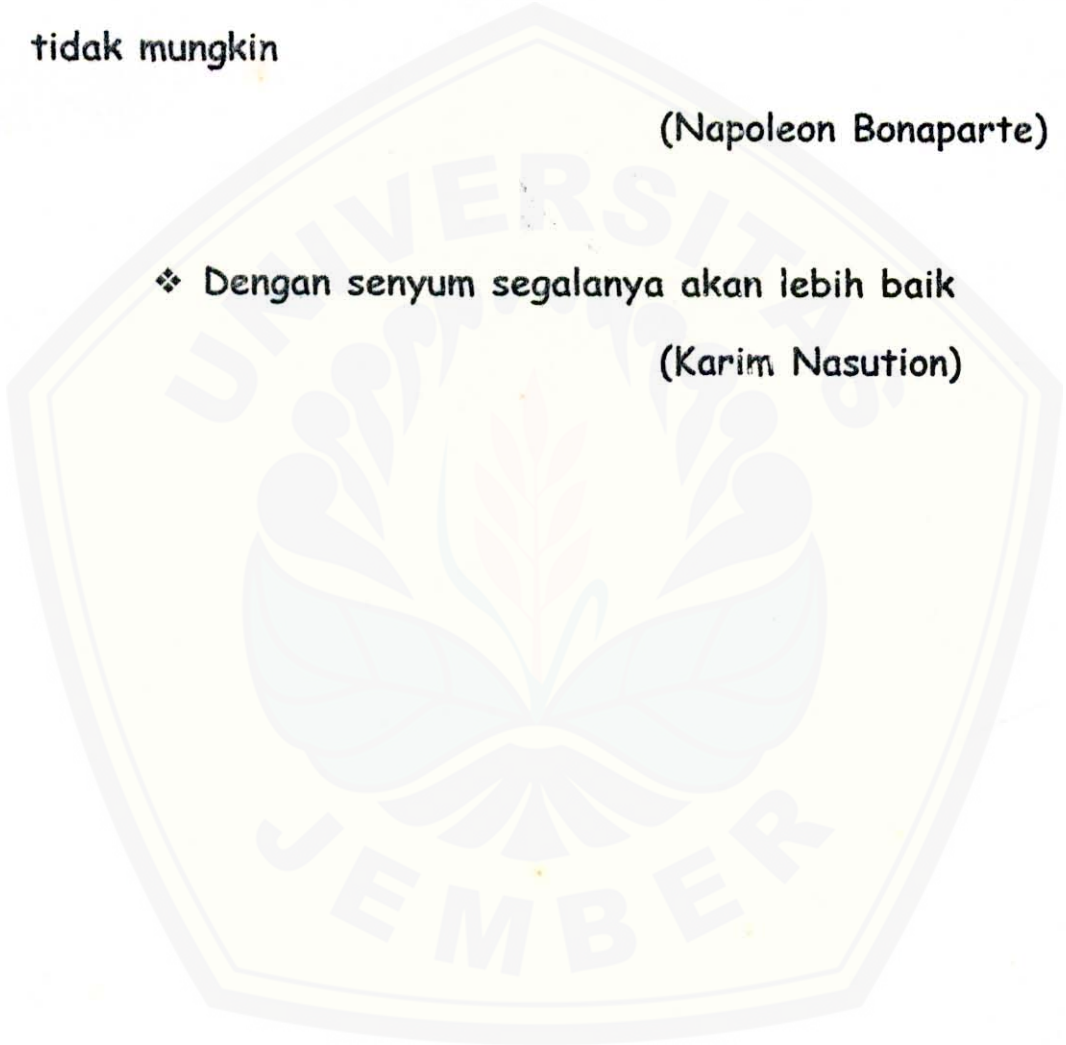 tidak mungkin
(Napoleon Bonaparte)
❖ Dengan senyum segalanya akan lebih baik
(Karim Nasution)
UNIVERSITAS
JEMBER